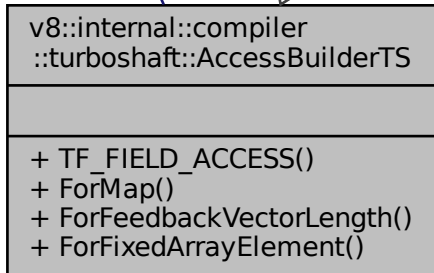 v8::internal::compiler
::turboshaft::AccessBuilderTS
+ TF_FIELD_ACCESS()
+ ForMap()
+ ForFeedbackVectorLength()
+ ForFixedArrayElement()